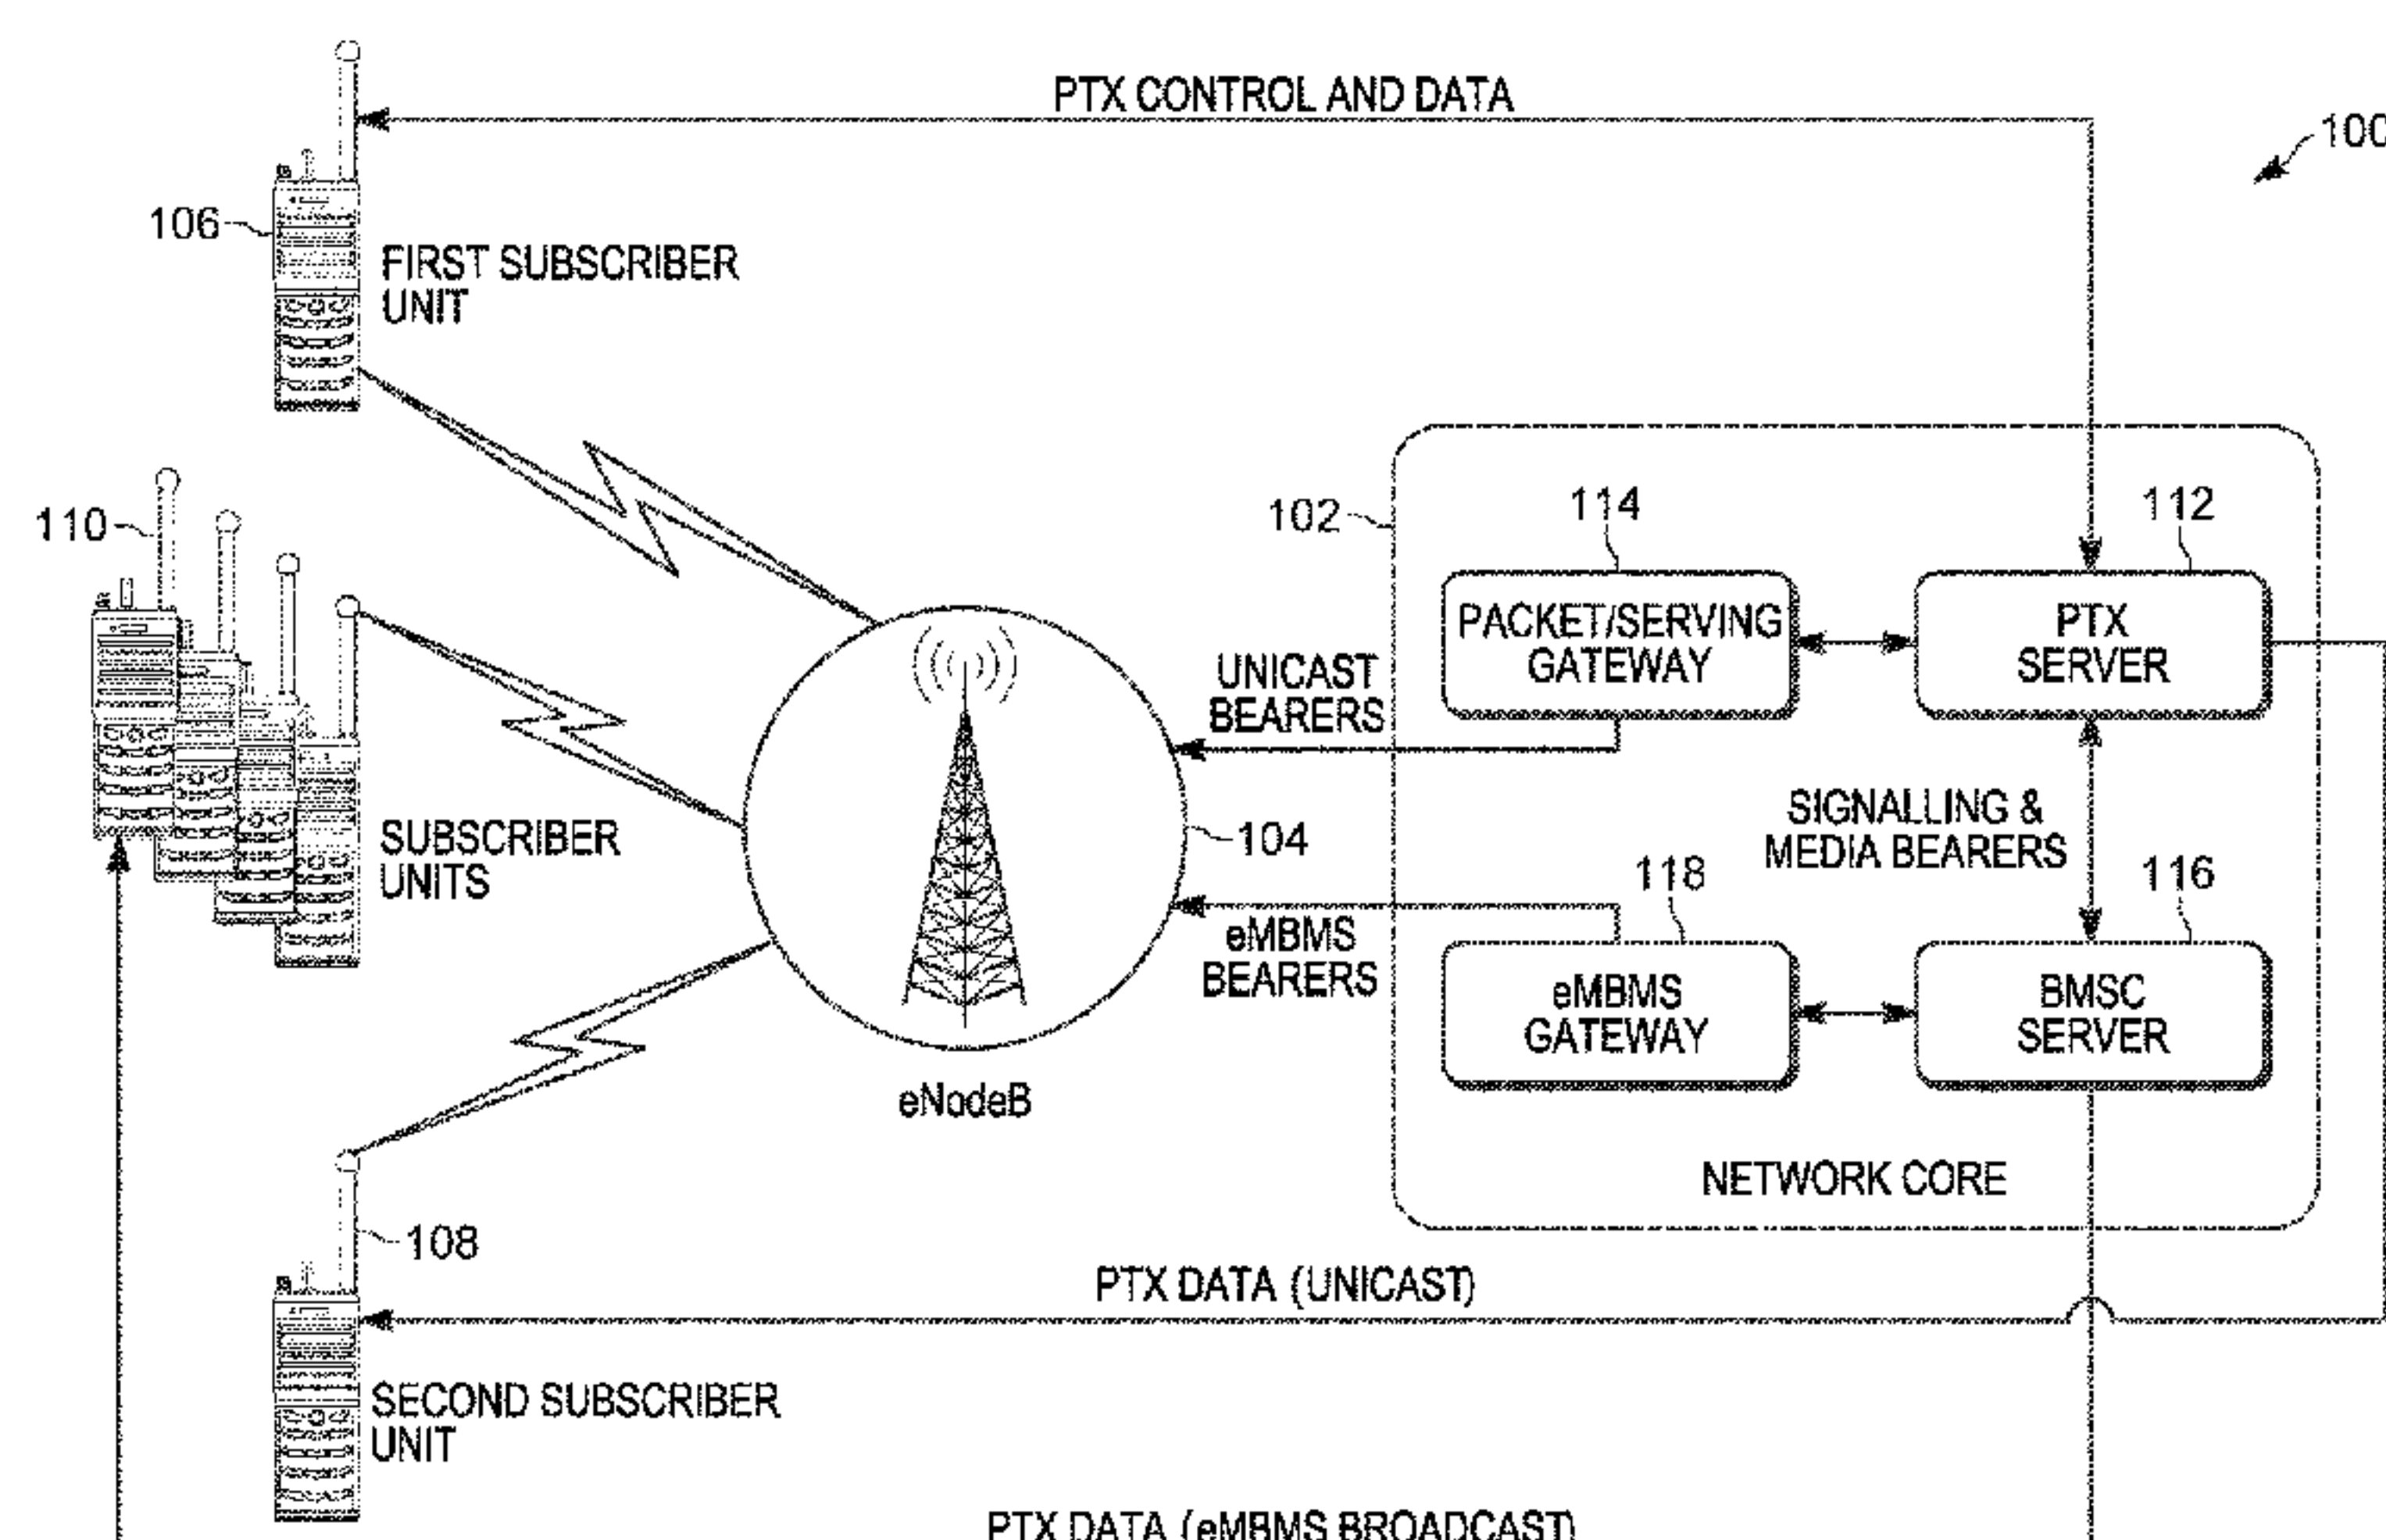 PTX CONTROL AND DATA
100
106
FIRST SUBSCRIBER
UNIT
110
102
114
112
PACKET/SERVING
GATEWAY
PTX
SERVER
UNICAST
BEARERS
SUBSCRIBER
UNITS
104
SIGNALLING &
MEDIA BEARERS
118
116
eMBMS
BEARERS
eMBMS
GATEWAY
BMSC
SERVER
eNodeB
NETWORK CORE
108
PTX DATA (UNICAST)
SECOND SUBSCRIBER
UNIT
PTX DATA (eMBMS BROADCAST)